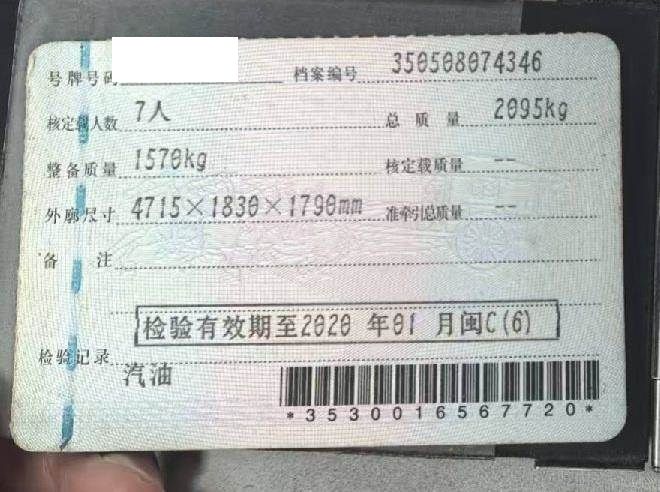 号牌号码 档案编号 350508074346
核定载人数 7人 总质量 2095kg
整备质量 1570kg 核定载质量 --
外廓尺寸 4715×1830×1790mm 准牵引总质量 --
备注
检验有效期至2020 年01 月闽C(6)
检验记录
汽油
*3530016567720*